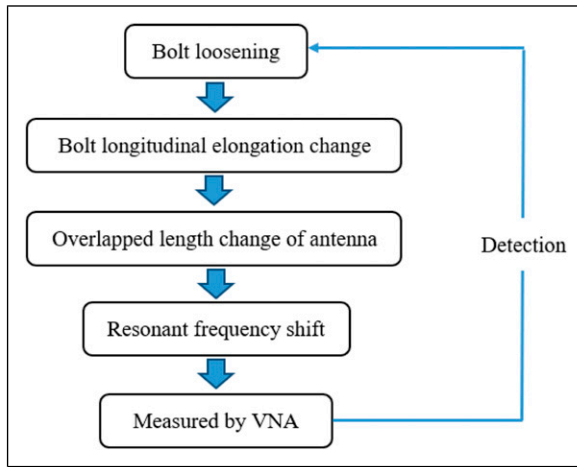 Bolt loosening
Bolt longitudinal elongation change
Overlapped length change of antenna
Detection
Resonant frequency shift
Measured by VNA